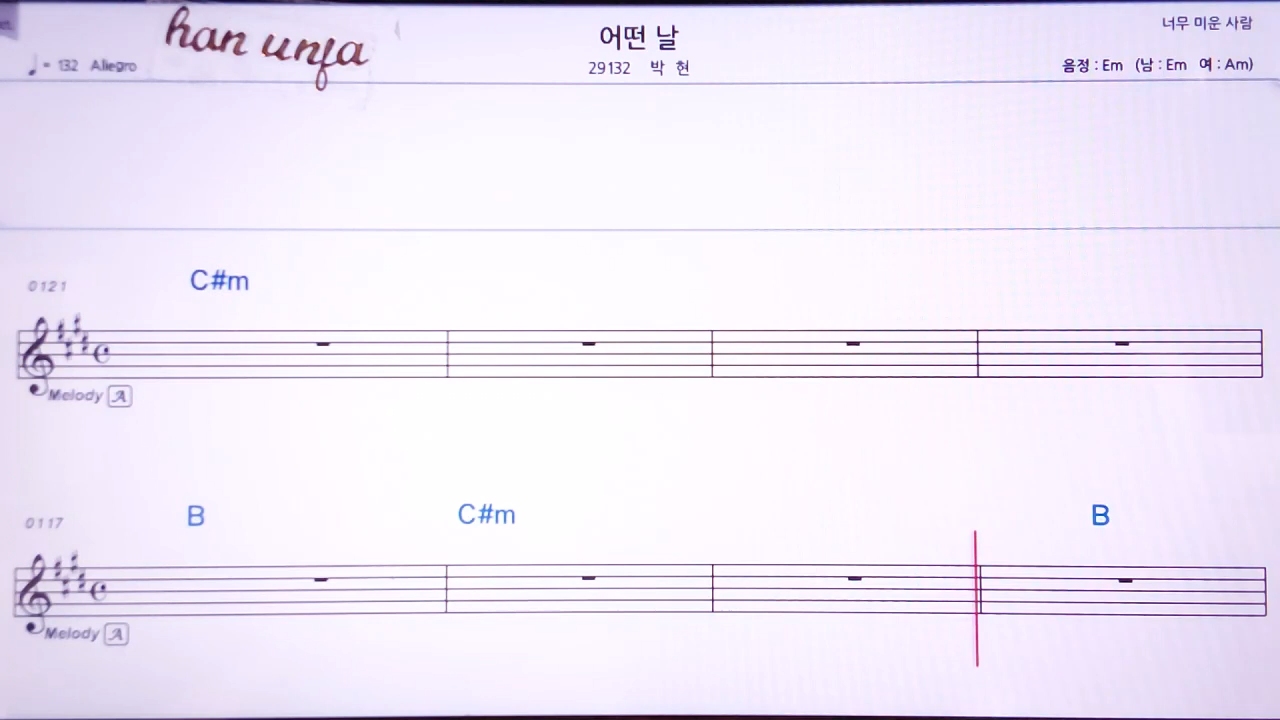 han unja
어떤 날
너무 미운 사람
♩ = 132 Allegro
29132 박 현
음정 : Em (남 : Em 여 : Am)
C#m
0121
Melody A
B C#m B
0117
Melody A